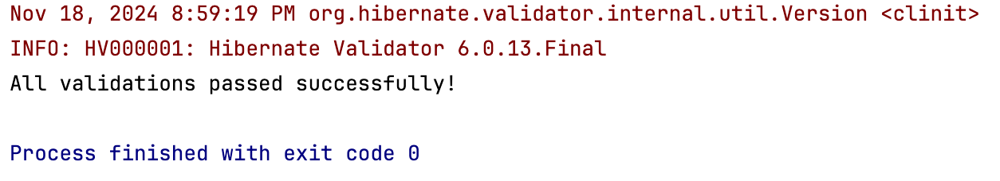 Nov 18, 2024 8:59:19 PM org.hibernate.validator.internal.util.Version <clinit>
INFO: HV000001: Hibernate Validator 6.0.13.Final
All validations passed successfully!
Process finished with exit code 0